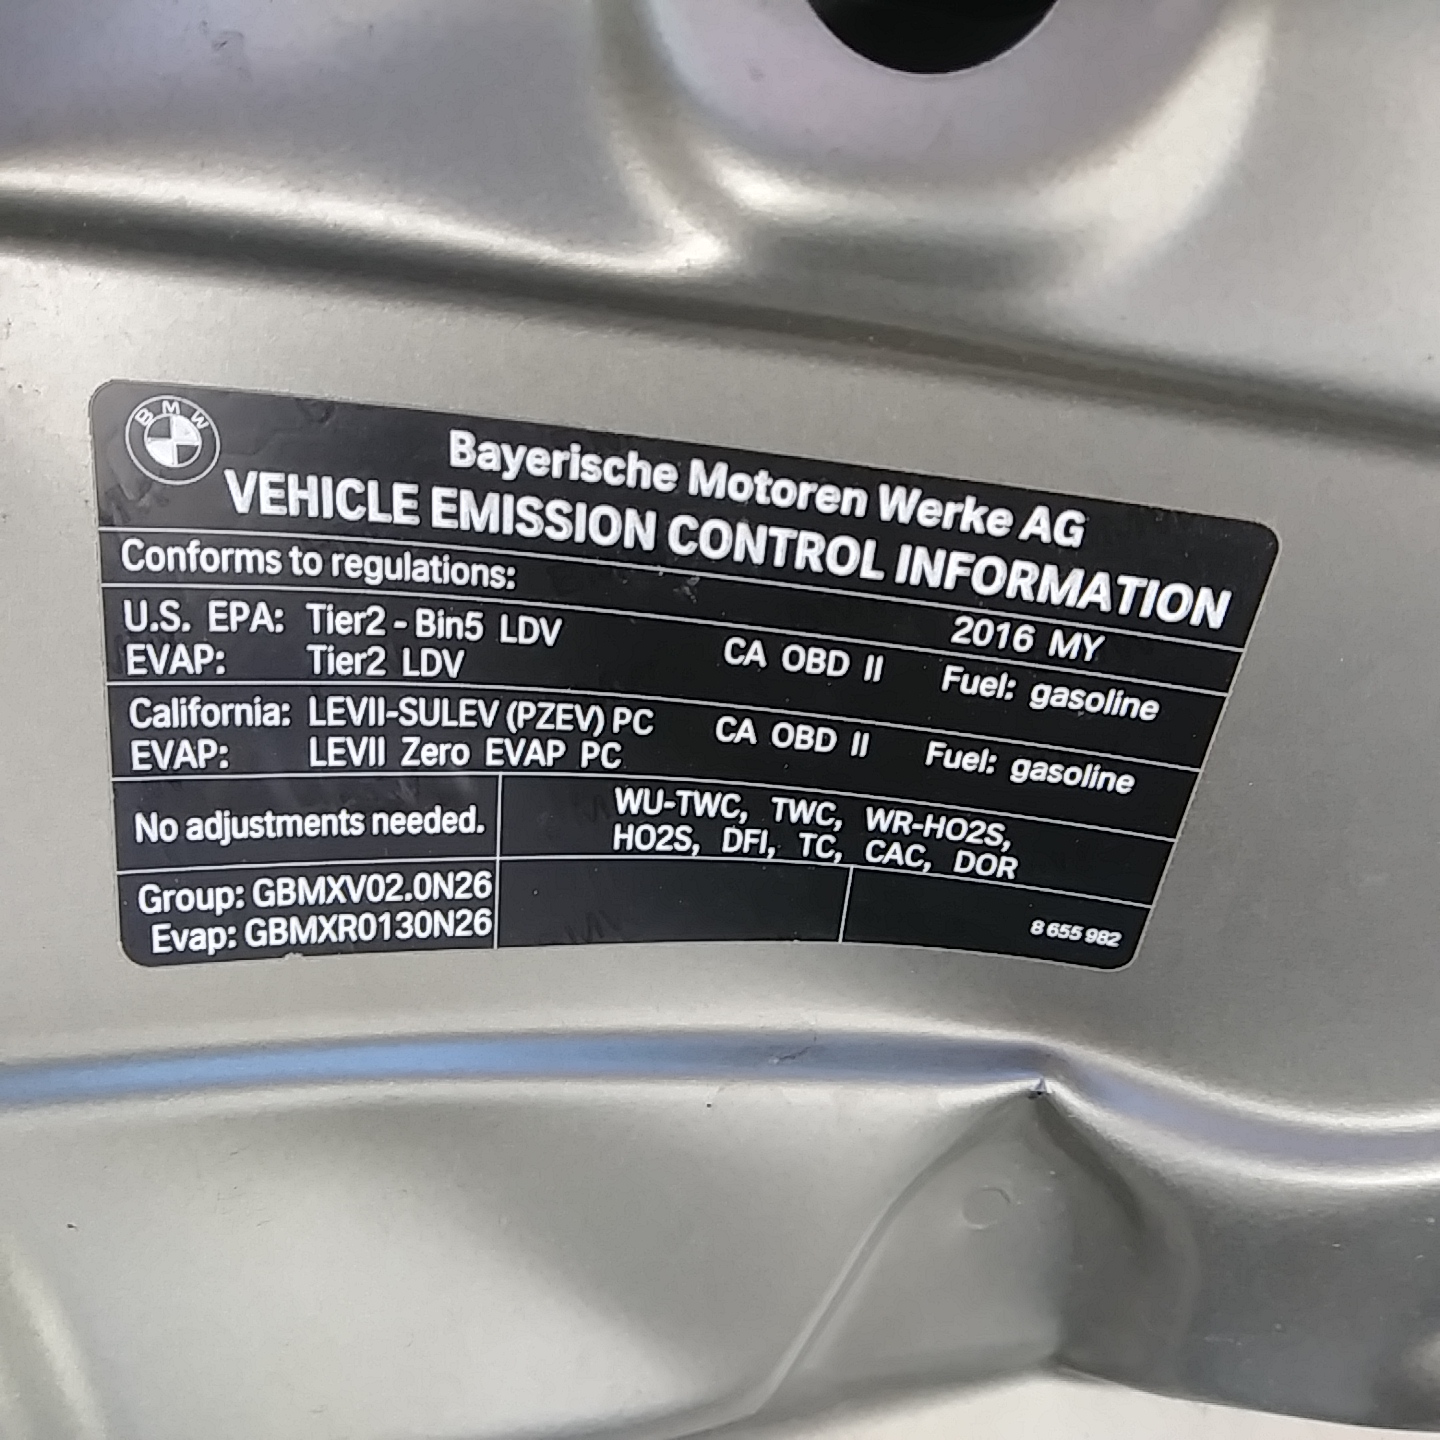 BMW
Bayerische Motoren Werke AG
VEHICLE EMISSION CONTROL INFORMATION
Conforms to regulations: 2016 MY
U.S. EPA: Tier2 - Bin5 LDV CA OBD II Fuel: gasoline
EVAP: Tier2 LDV
California: LEVII-SULEV (PZEV) PC CA OBD II Fuel: gasoline
EVAP: LEVII Zero EVAP PC
No adjustments needed.
WU-TWC, TWC, WR-HO2S,
HO2S, DFI, TC, CAC, DOR
Group: GBMXV02.0N26
Evap: GBMXR0130N26
8 655 982